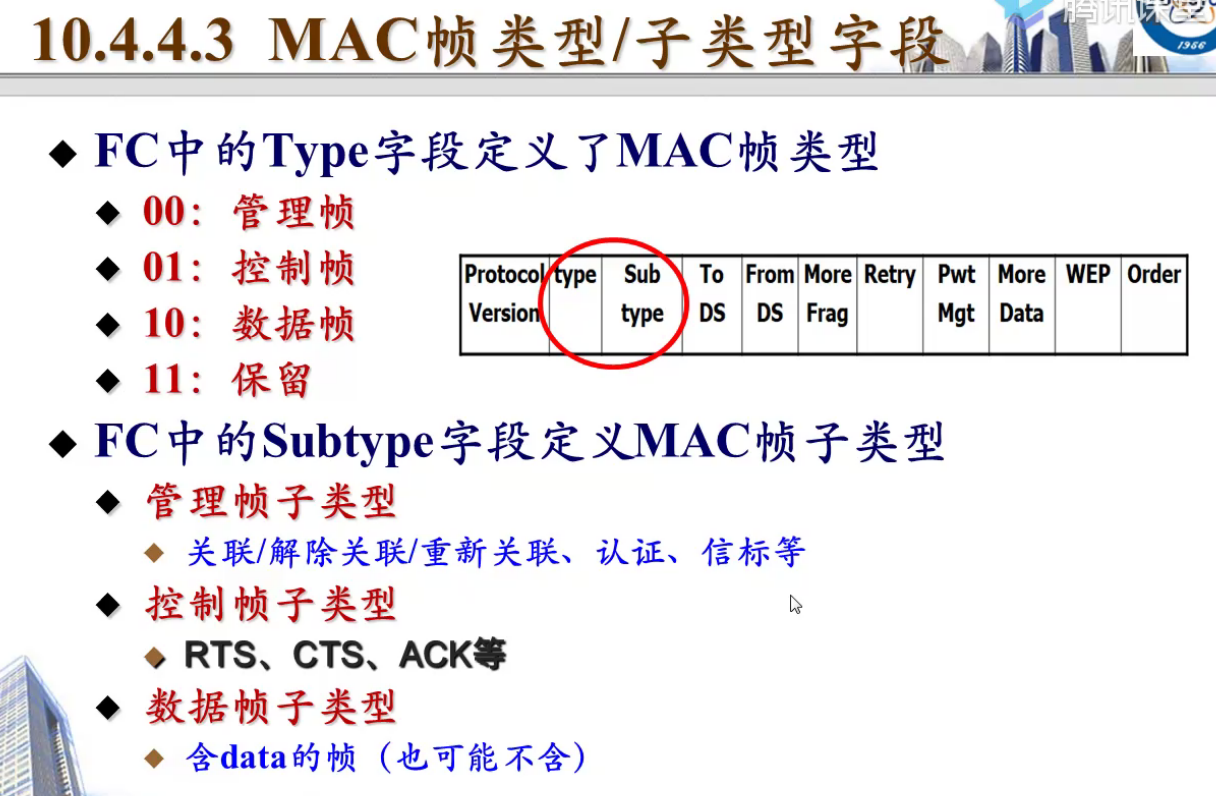 腾讯课堂
1966
10.4.4.3 MAC帧类型/子类型字段
FC中的Type字段定义了MAC帧类型
00：管理帧
01：控制帧
10：数据帧
11：保留
Protocol Version type Sub type To DS From DS More Frag Retry Pwt Mgt More Data WEP Order
FC中的Subtype字段定义MAC帧子类型
管理帧子类型
关联/解除关联/重新关联、认证、信标等
控制帧子类型
RTS、CTS、ACK等
数据帧子类型
含data的帧（也可能不含）